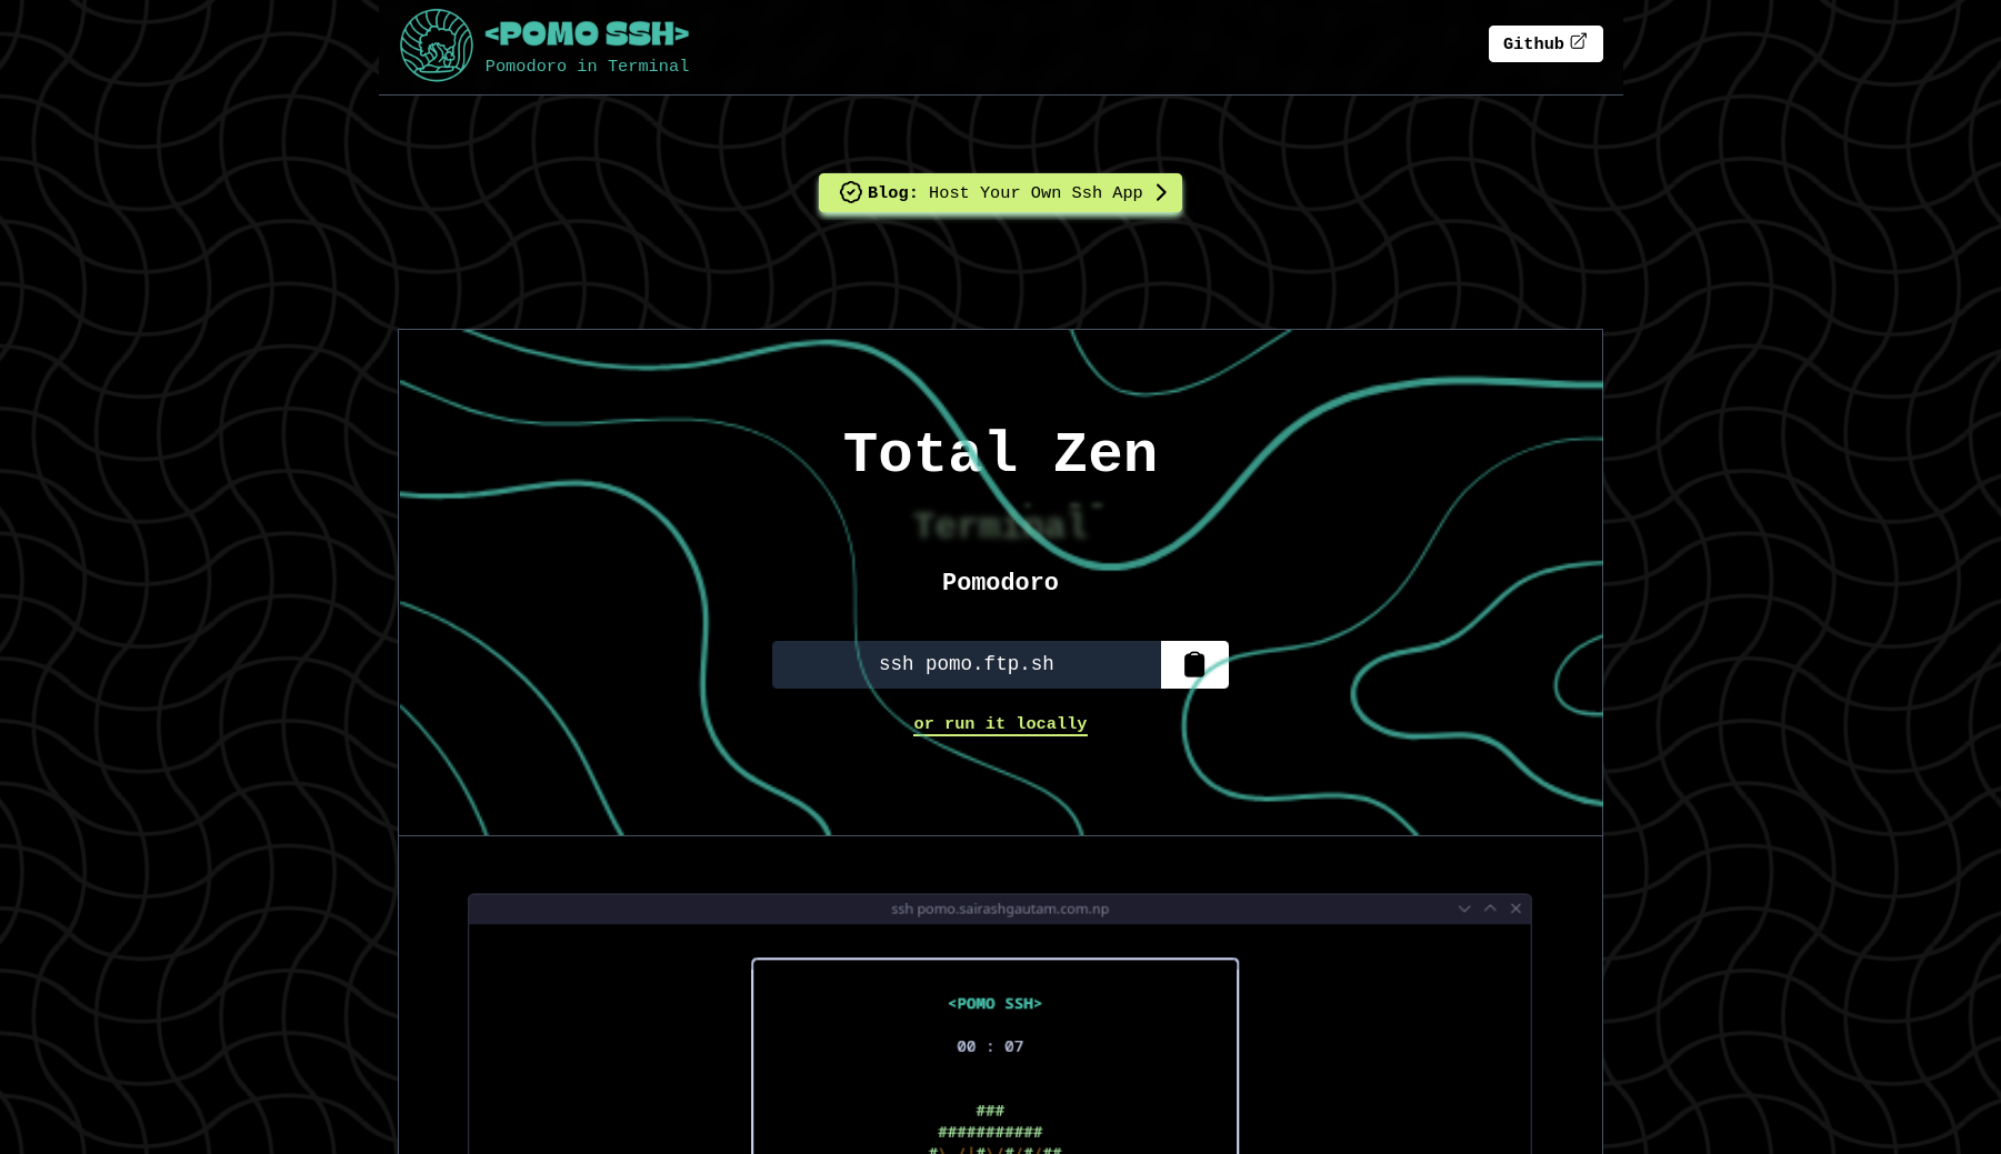 <POMO SSH>
Pomodoro in Terminal
Github
Blog: Host Your Own Ssh App
Total Zen
Terminal
Pomodoro
ssh pomo.ftp.sh
or run it locally
ssh pomo.sairashgautam.com.np
<POMO SSH>
00 : 07
###
###########